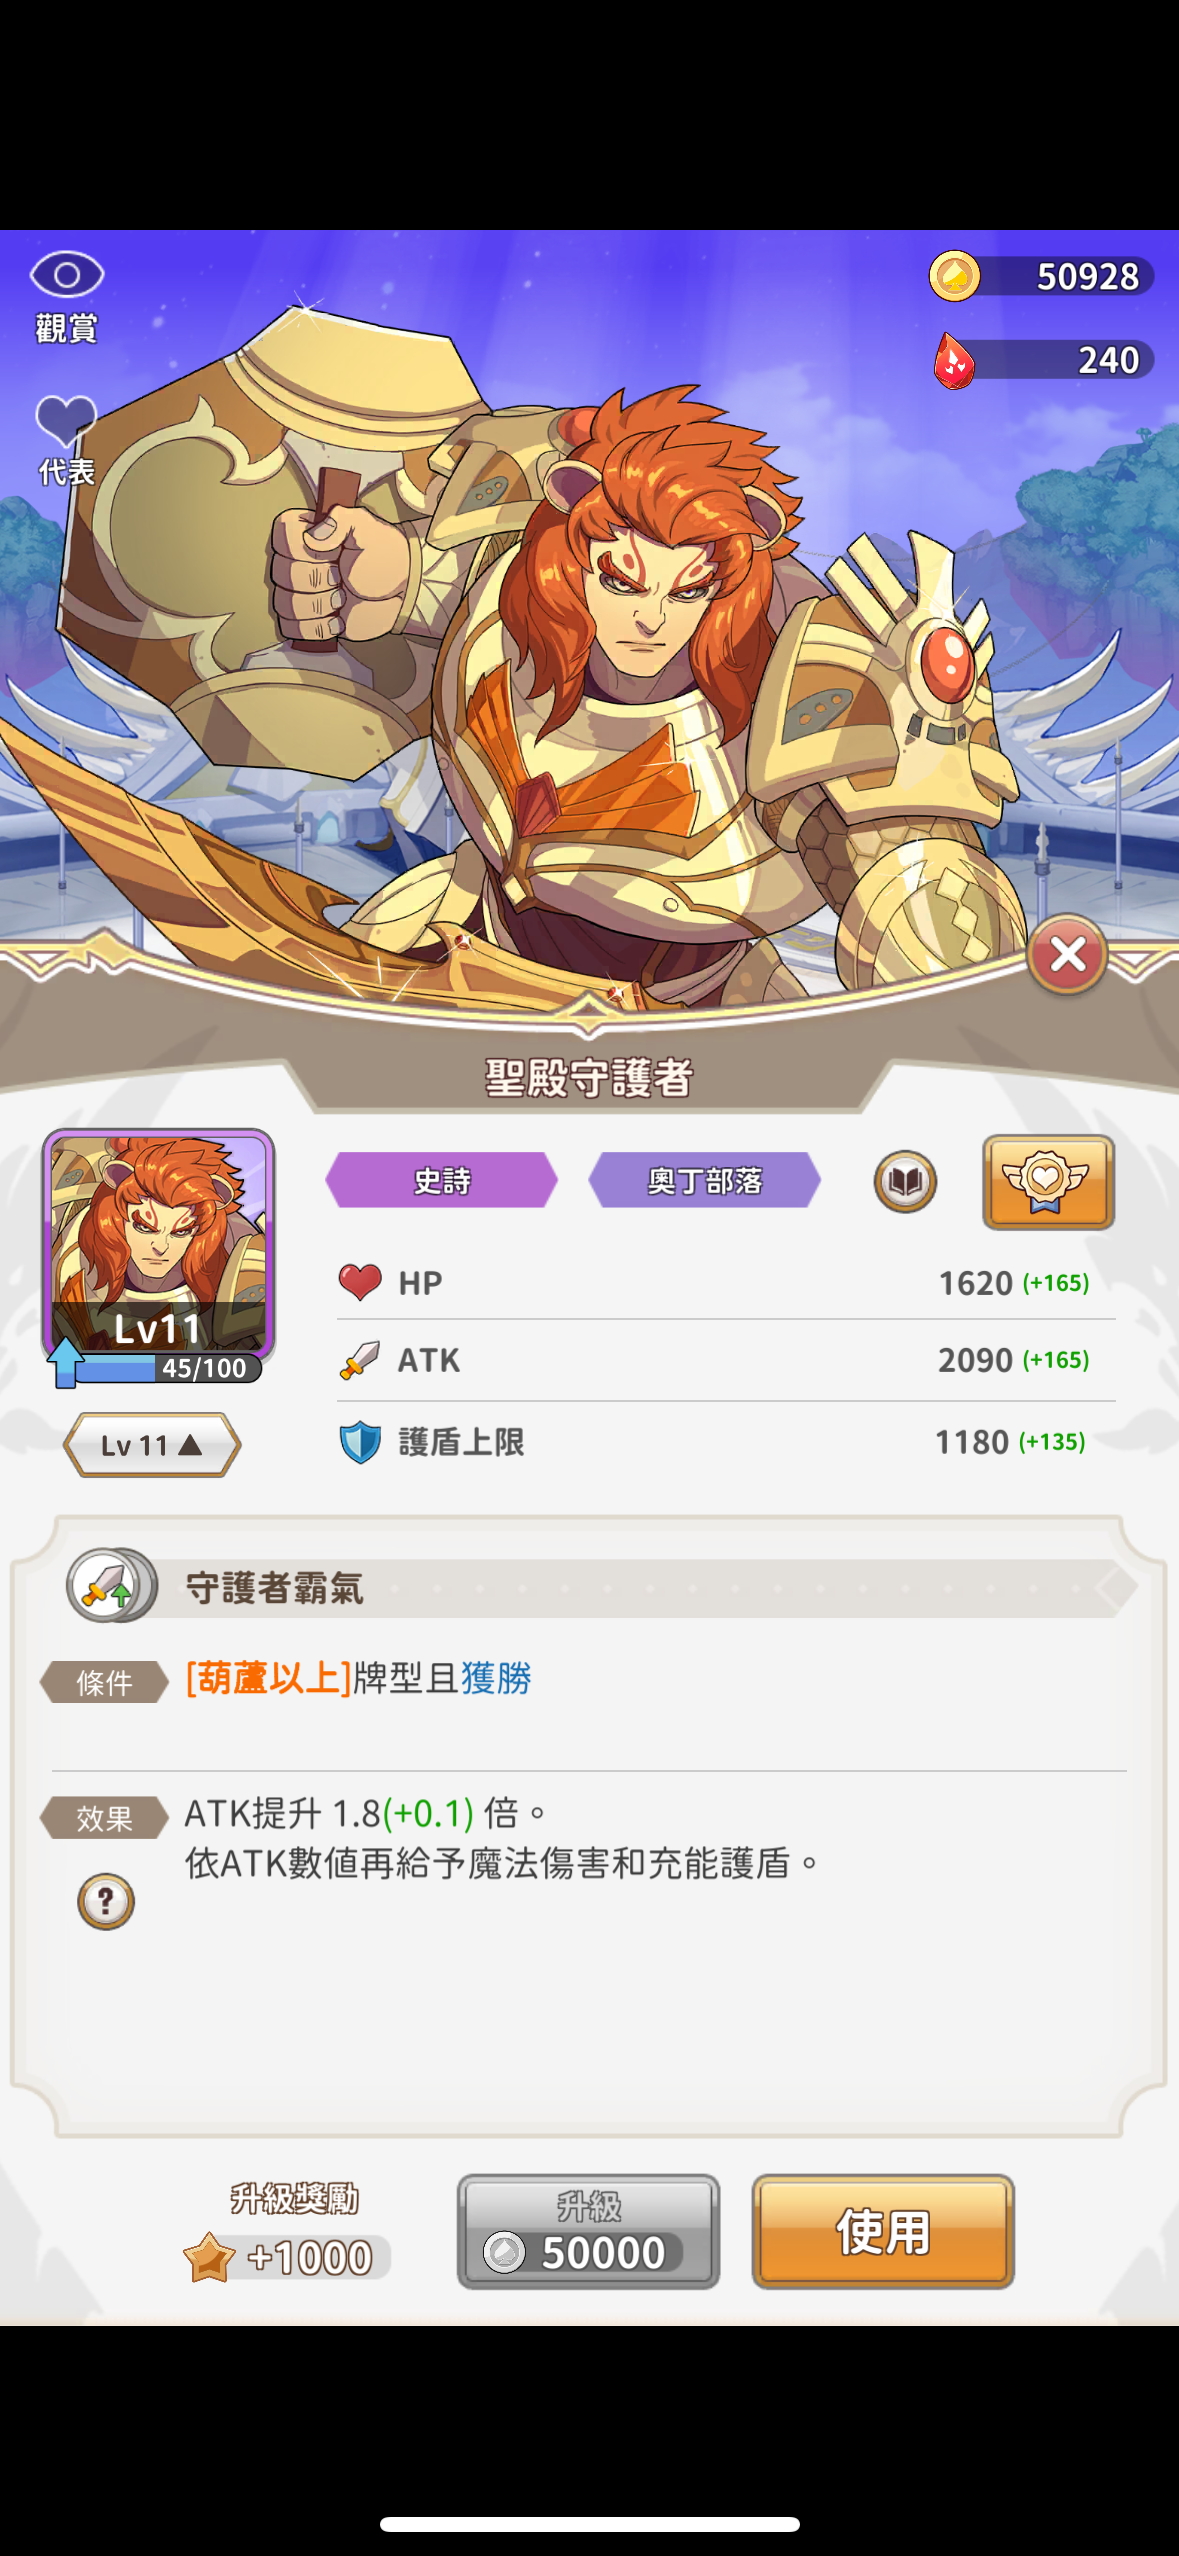 觀賞
50928
240
代表
聖殿守護者
史詩
奧丁部落
Lv11
45/100
Lv 11 ▲
HP
1620 (+165)
ATK
2090 (+165)
護盾上限
1180 (+135)
守護者霸氣
條件
[葫蘆以上]牌型且獲勝
效果
ATK提升 1.8(+0.1) 倍。
依ATK數值再給予魔法傷害和充能護盾。
?
升級獎勵
+1000
升級
50000
使用